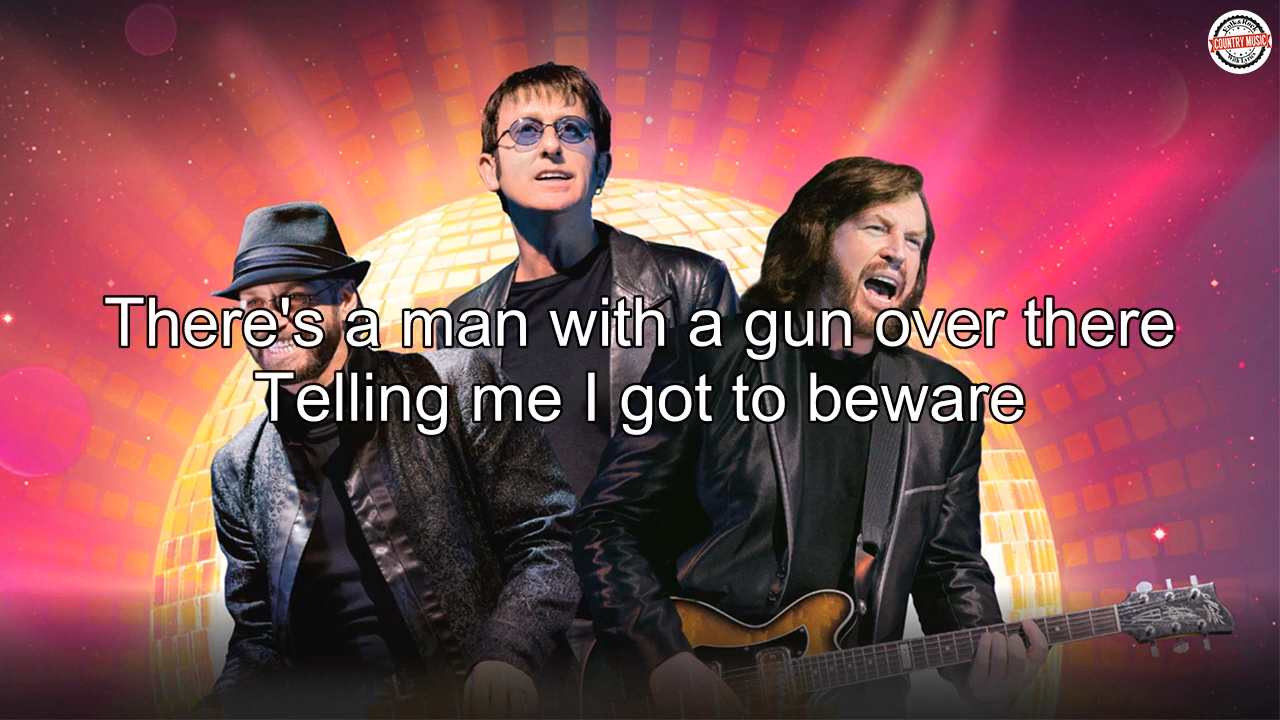 There's a man with a gun over there
Telling me I got to beware
COUNTRY MUSIC